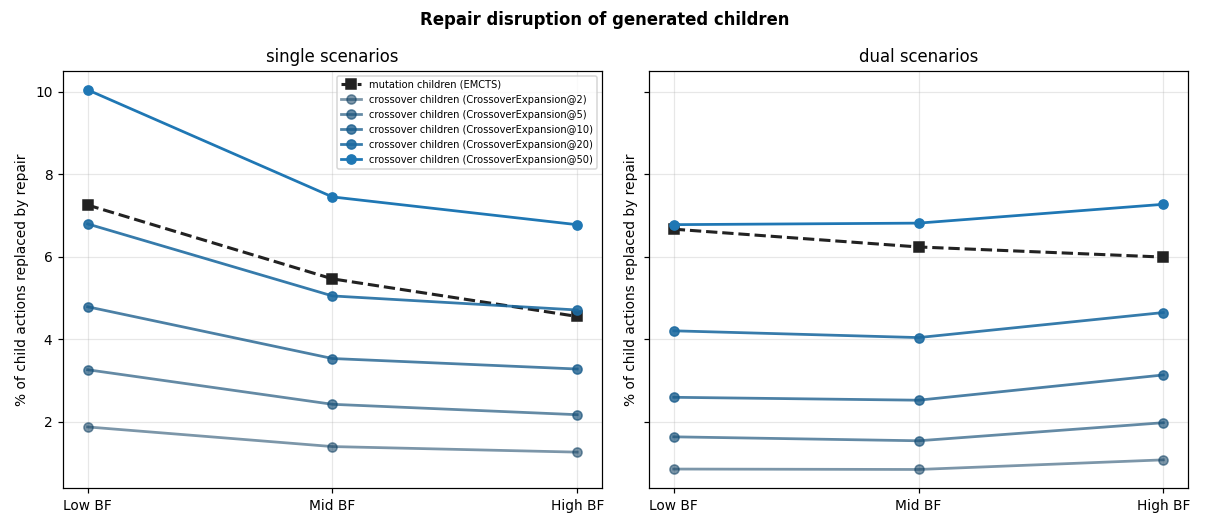 Repair disruption of generated children
single scenarios
% of child actions replaced by repair
10
8
6
4
2
mutation children (EMCTS)
crossover children (CrossoverExpansion@2)
crossover children (CrossoverExpansion@5)
crossover children (CrossoverExpansion@10)
crossover children (CrossoverExpansion@20)
crossover children (CrossoverExpansion@50)
Low BF
Mid BF
High BF
dual scenarios
% of child actions replaced by repair
Low BF
Mid BF
High BF